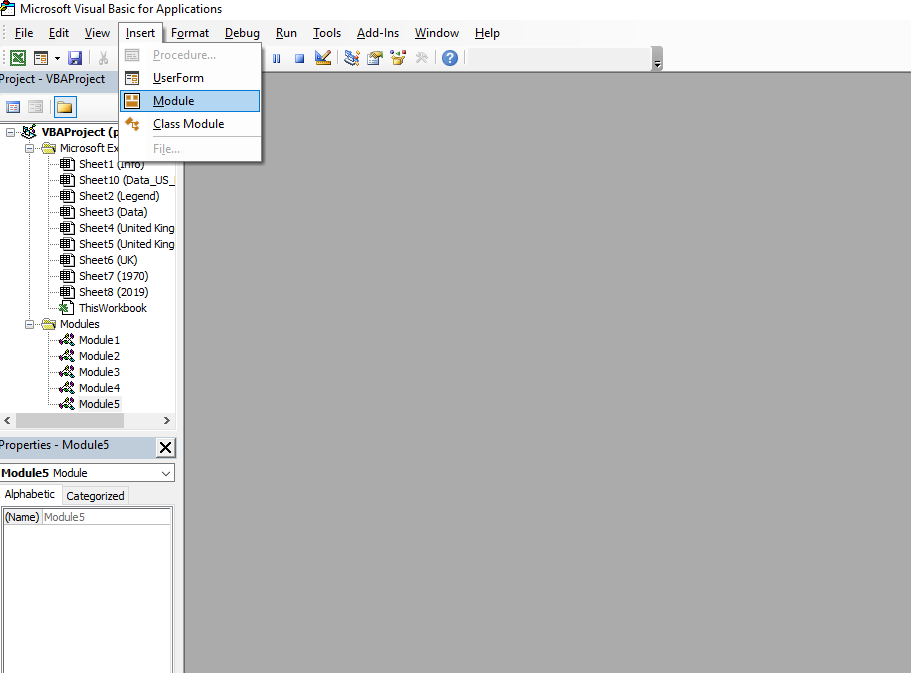 Microsoft Visual Basic for Applications
File Edit View Insert Format Debug Run Tools Add-Ins Window Help
Procedure...
UserForm
Module
Class Module
File...
Project - VBAProject
VBAProject (p
Microsoft Ex
Sheet1 (Info)
Sheet10 (Data_US_
Sheet2 (Legend)
Sheet3 (Data)
Sheet4 (United King
Sheet5 (United King
Sheet6 (UK)
Sheet7 (1970)
Sheet8 (2019)
ThisWorkbook
Modules
Module1
Module2
Module3
Module4
Module5
Properties - Module5
Module5 Module
Alphabetic Categorized
(Name) Module5